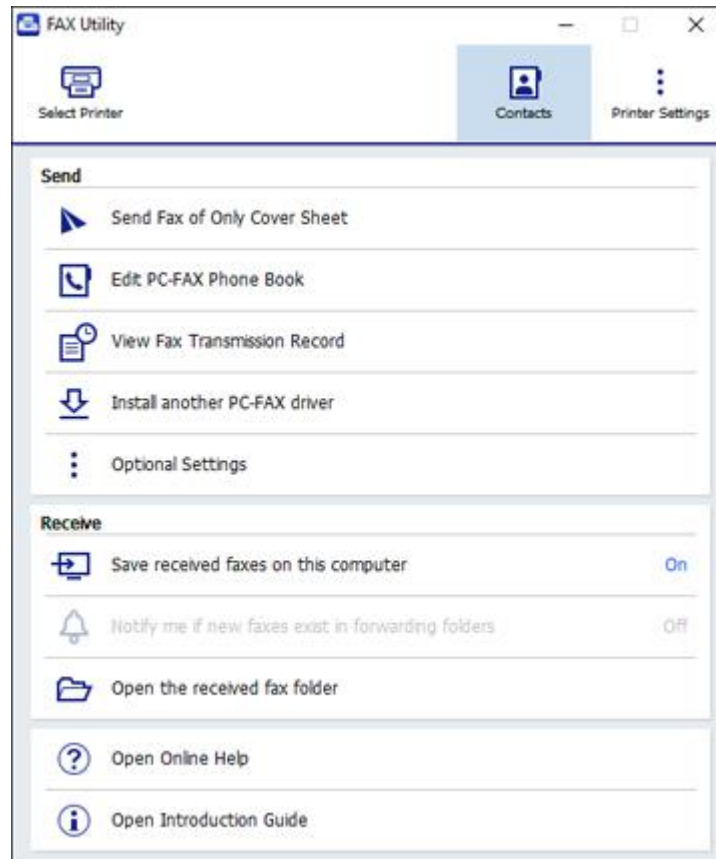 FAX Utility
Select Printer
Contacts
Printer Settings
Send
Send Fax of Only Cover Sheet
Edit PC-FAX Phone Book
View Fax Transmission Record
Install another PC-FAX driver
Optional Settings
Receive
Save received faxes on this computer On
Notify me if new faxes exist in forwarding folders Off
Open the received fax folder
Open Online Help
Open Introduction Guide